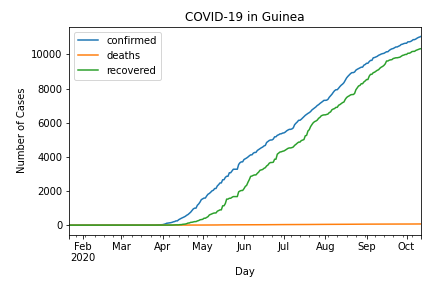 COVID-19 in Guinea
confirmed
deaths
recovered
Number of Cases
10000
8000
6000
4000
2000
0
Feb Mar Apr May Jun Jul Aug Sep Oct
2020
Day